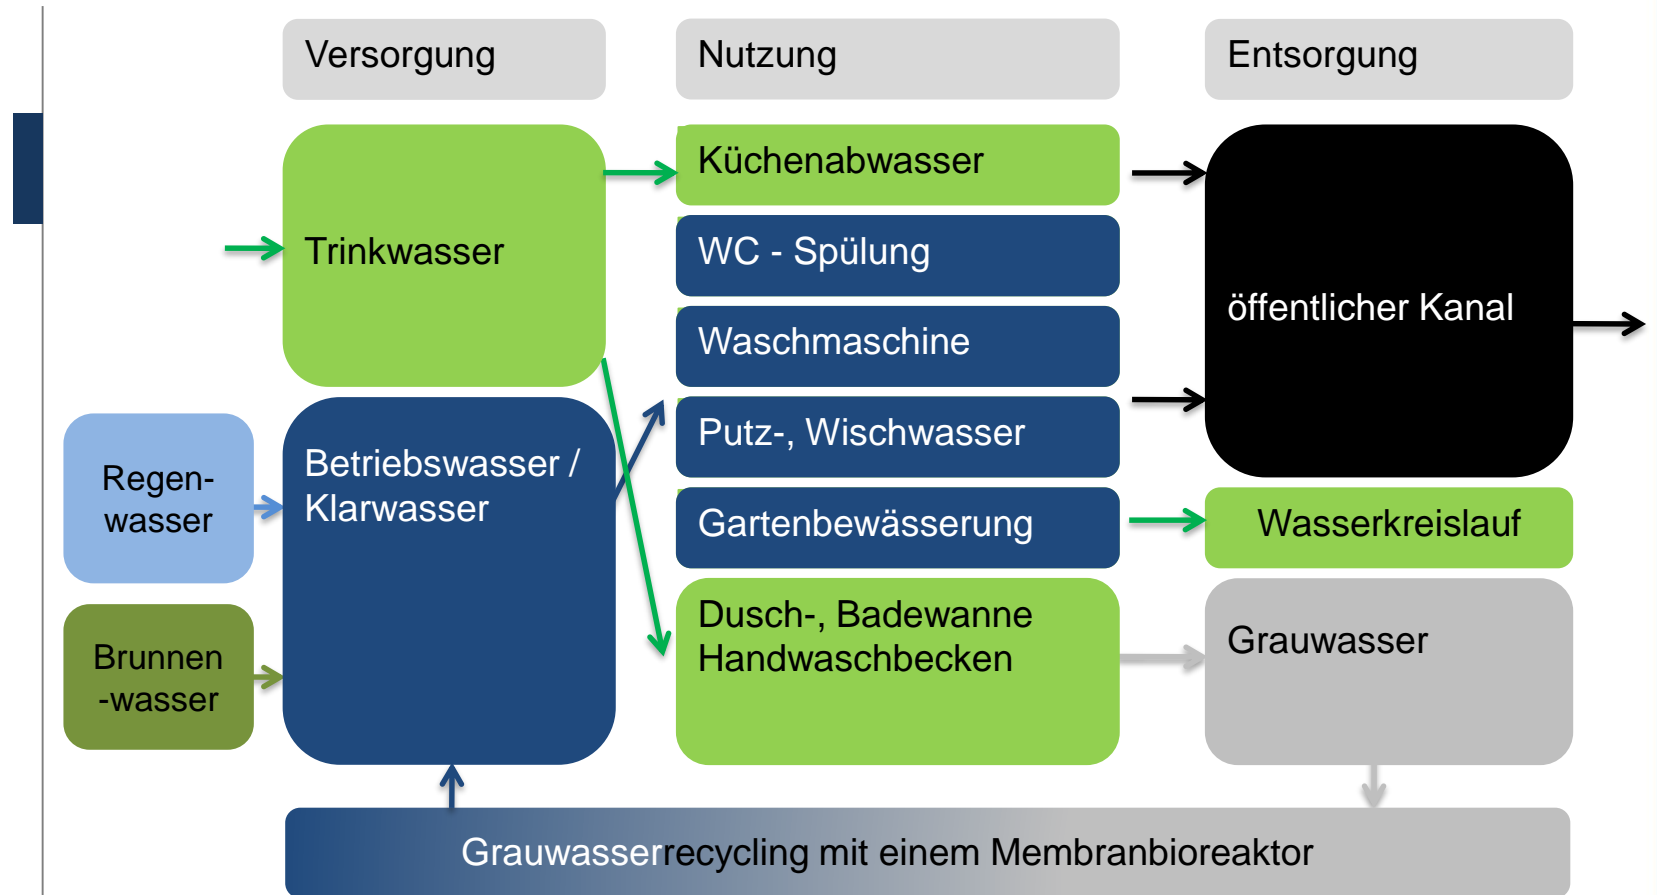 Versorgung
Nutzung
Entsorgung
Trinkwasser
Küchenabwasser
WC - Spülung
Waschmaschine
öffentlicher Kanal
Regen-
wasser
Betriebswasser /
Klarwasser
Putz-, Wischwasser
Gartenbewässerung
Wasserkreislauf
Brunnen
-wasser
Dusch-, Badewanne
Handwaschbecken
Grauwasser
Grauwasserrecycling mit einem Membranbioreaktor